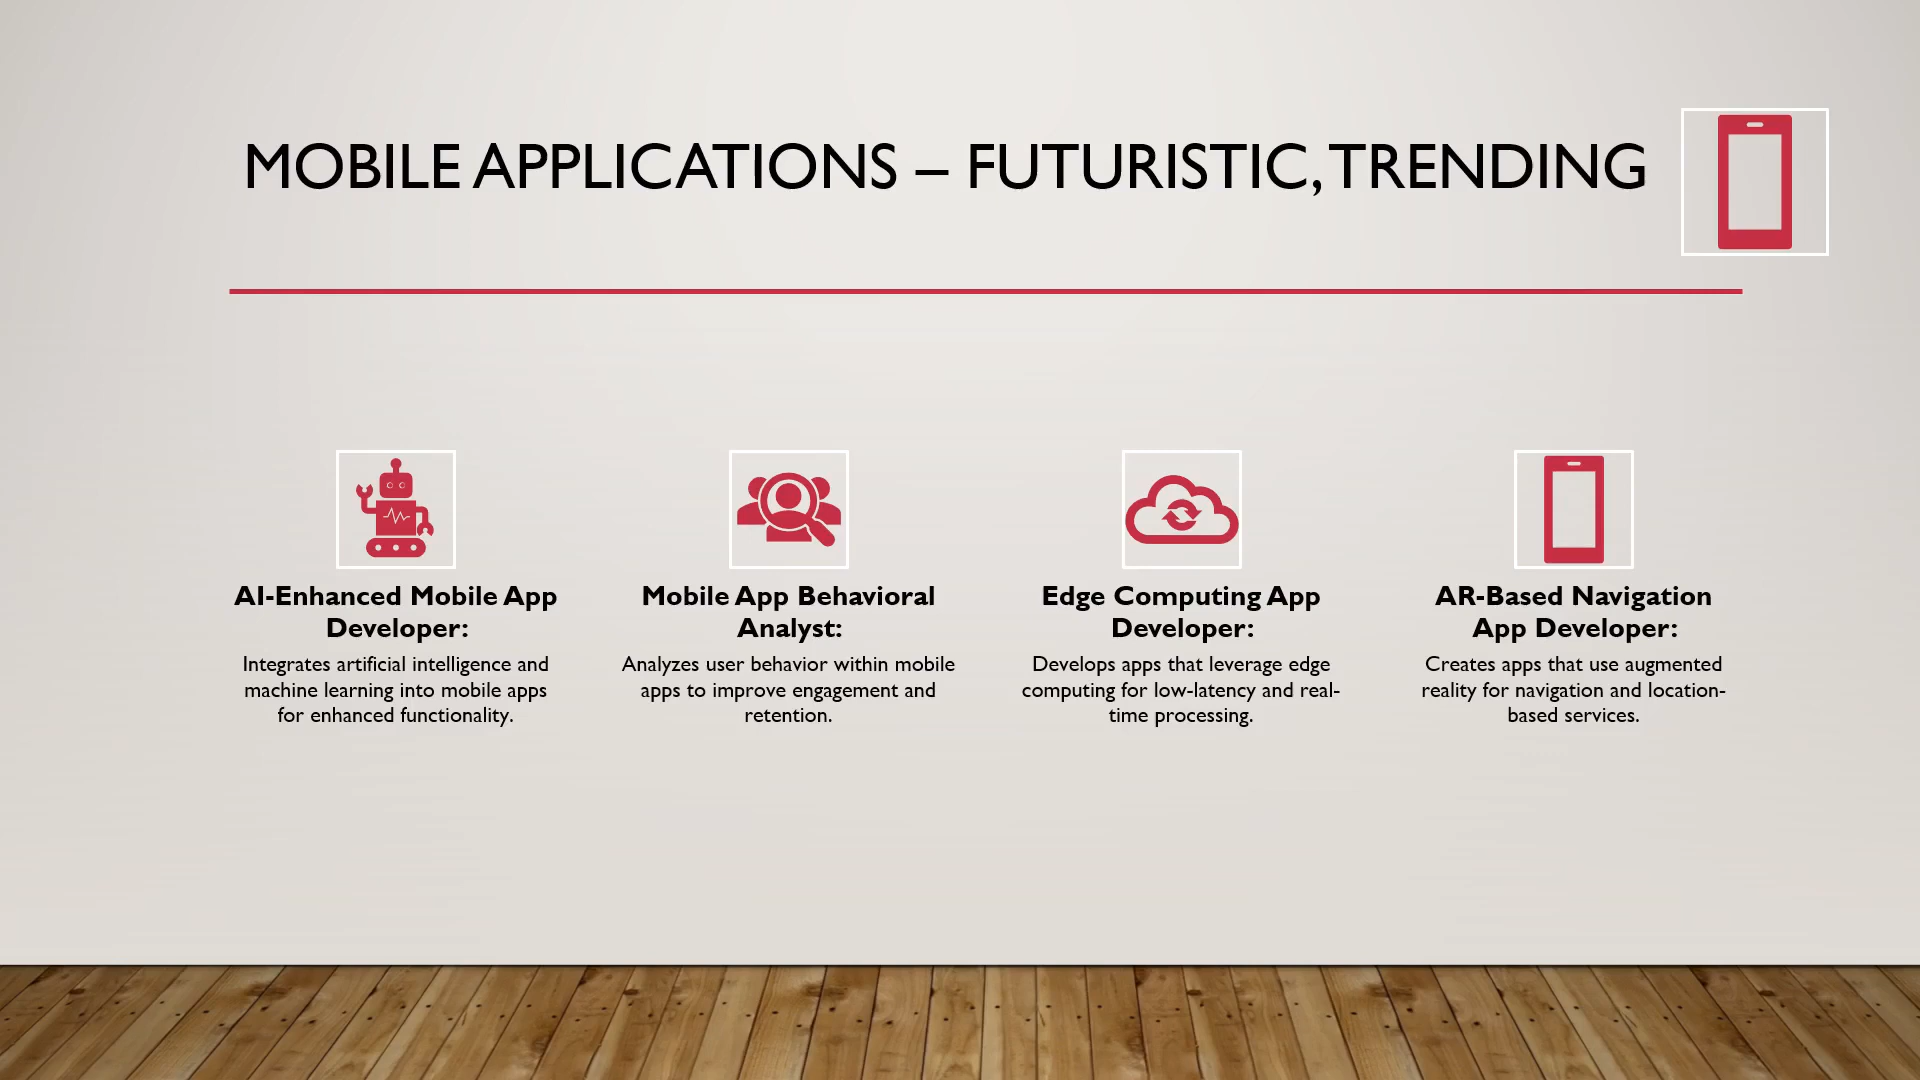 MOBILE APPLICATIONS – FUTURISTIC, TRENDING
AI-Enhanced Mobile App
Developer:
Integrates artificial intelligence and
machine learning into mobile apps
for enhanced functionality.
Mobile App Behavioral
Analyst:
Analyzes user behavior within mobile
apps to improve engagement and
retention.
Edge Computing App
Developer:
Develops apps that leverage edge
computing for low-latency and real-
time processing.
AR-Based Navigation
App Developer:
Creates apps that use augmented
reality for navigation and location-
based services.